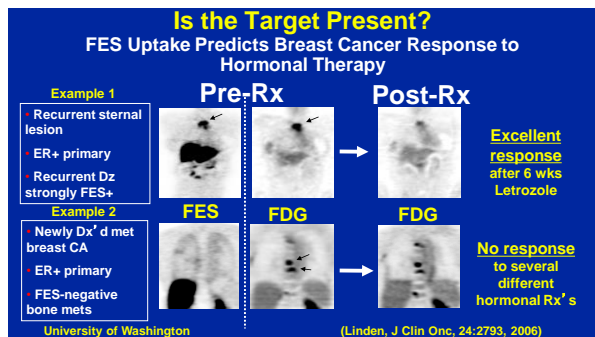 Is the Target Present?
FES Uptake Predicts Breast Cancer Response to
Hormonal Therapy
Example 1
Pre-Rx
Post-Rx
• Recurrent sternal
lesion
• ER+ primary
• Recurrent Dz
strongly FES+
Excellent
response
after 6 wks
Letrozole
Example 2
FES
FDG
FDG
• Newly Dx’d met
breast CA
• ER+ primary
• FES-negative
bone mets
No response
to several
different
hormonal Rx’s
University of Washington
(Linden, J Clin Onc, 24:2793, 2006)